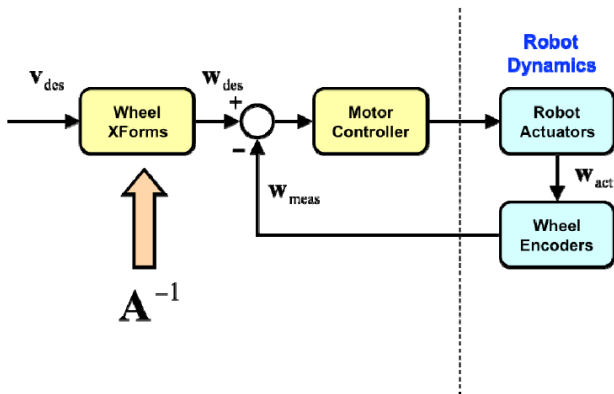 Robot
Dynamics
v_des
Wheel
XForms
w_des
+
−
Motor
Controller
Robot
Actuators
w_act
w_meas
Wheel
Encoders
A^−1